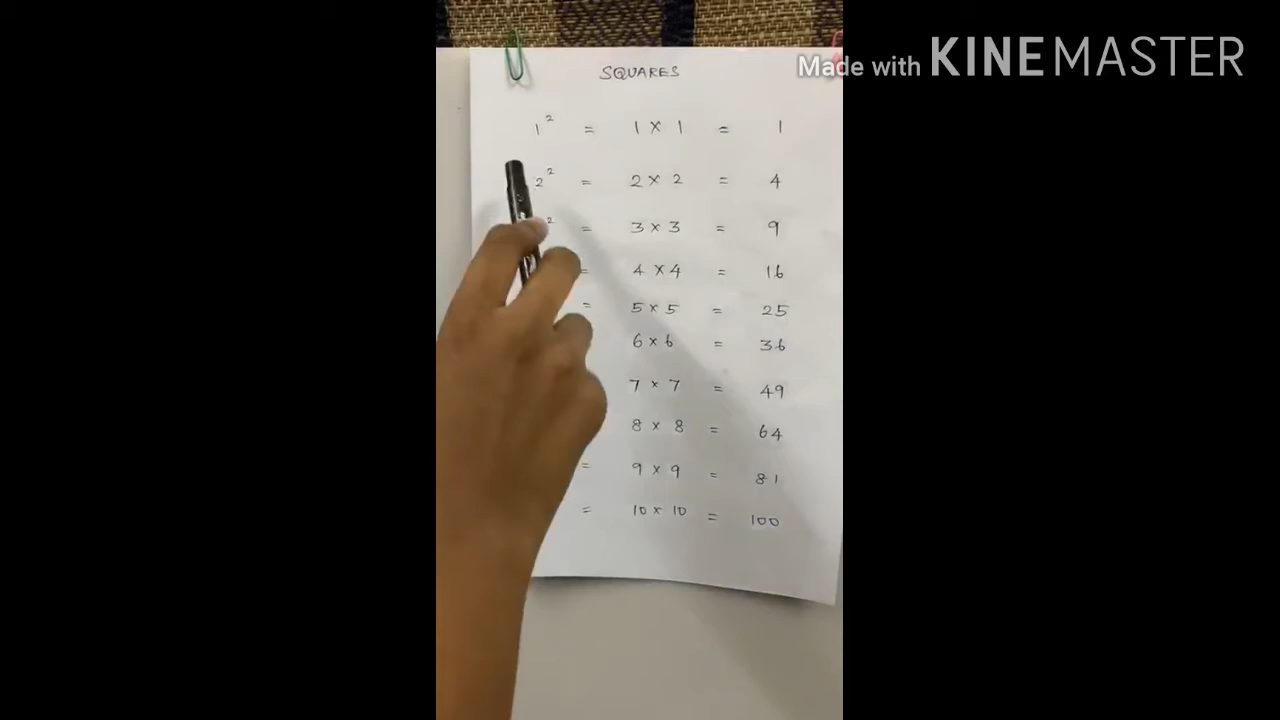 Made with KINEMASTER
SQUARES
1² = 1 × 1 = 1
2² = 2 × 2 = 4
² = 3 × 3 = 9
= 4 × 4 = 16
= 5 × 5 = 25
6 × 6 = 36
7 × 7 = 49
8 × 8 = 64
= 9 × 9 = 81
= 10 × 10 = 100